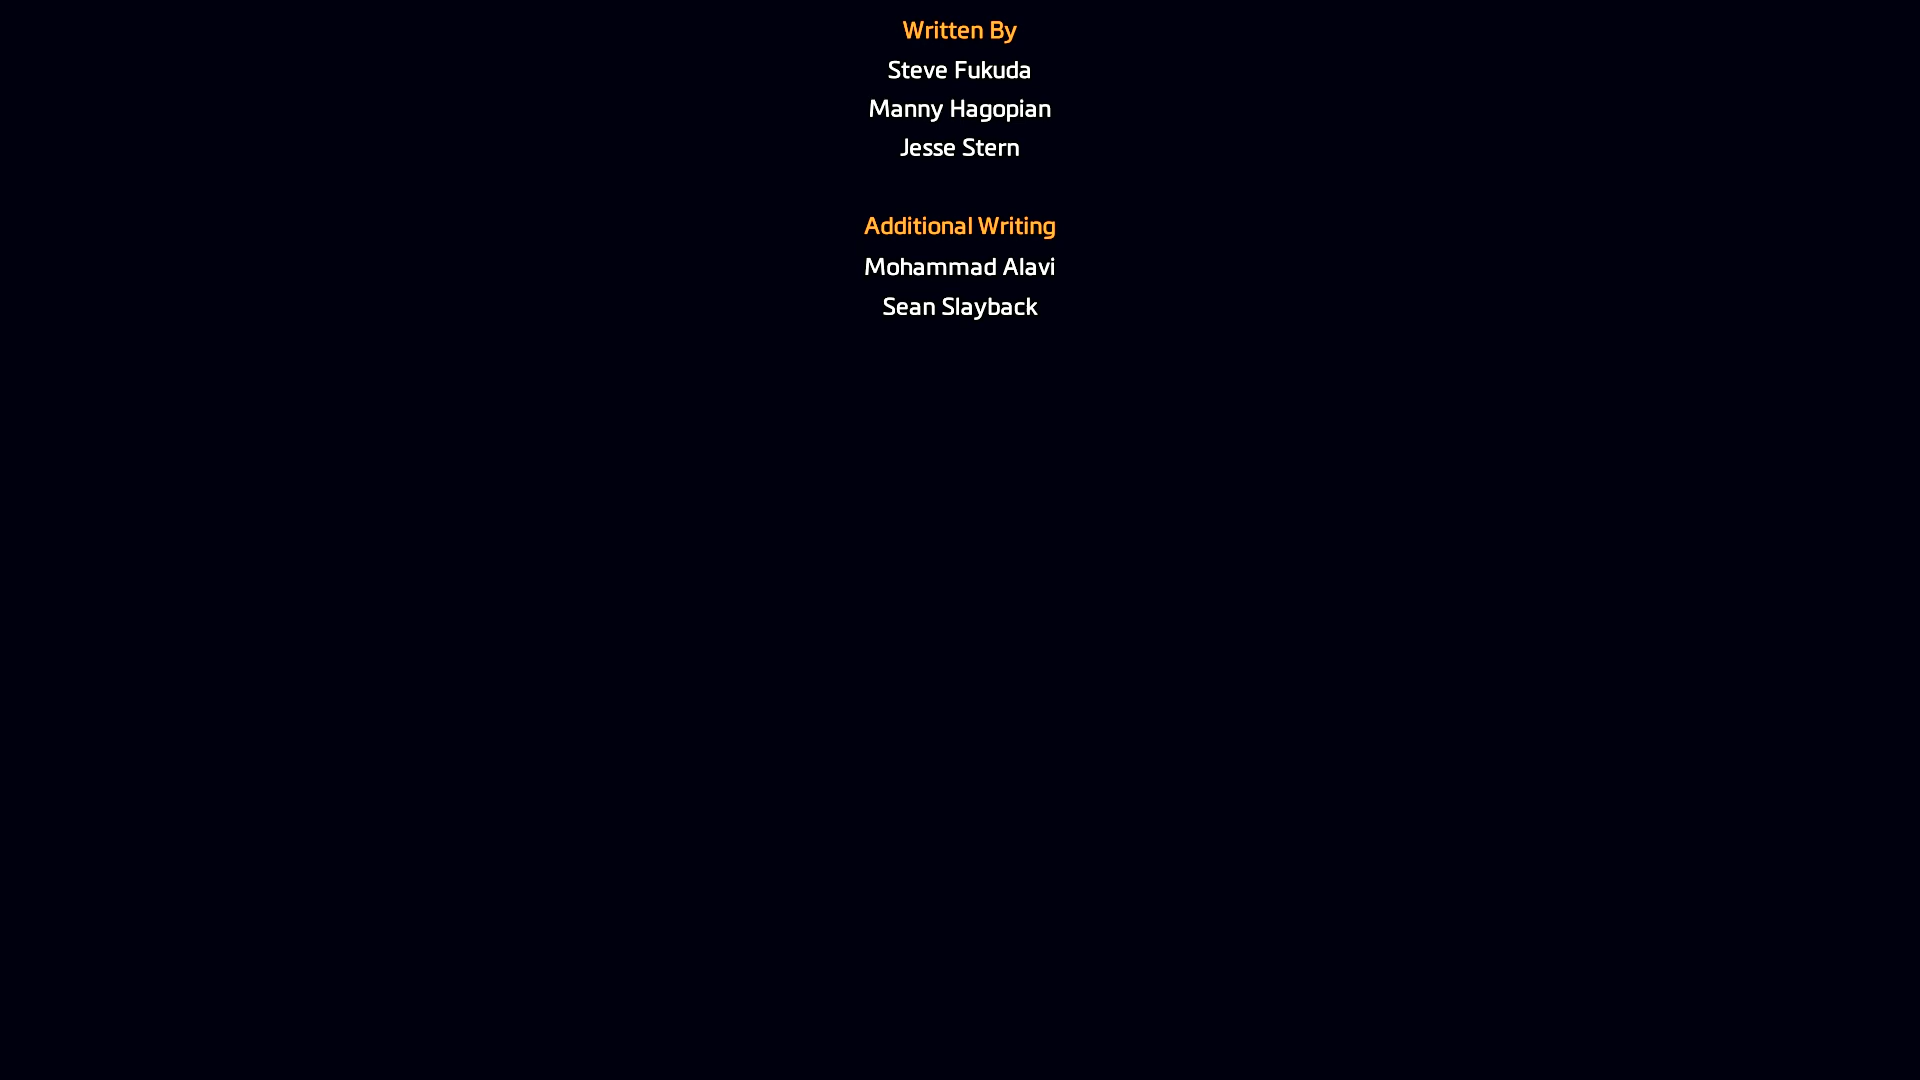 Written By
Steve Fukuda
Manny Hagopian
Jesse Stern
Additional Writing
Mohammad Alavi
Sean Slayback